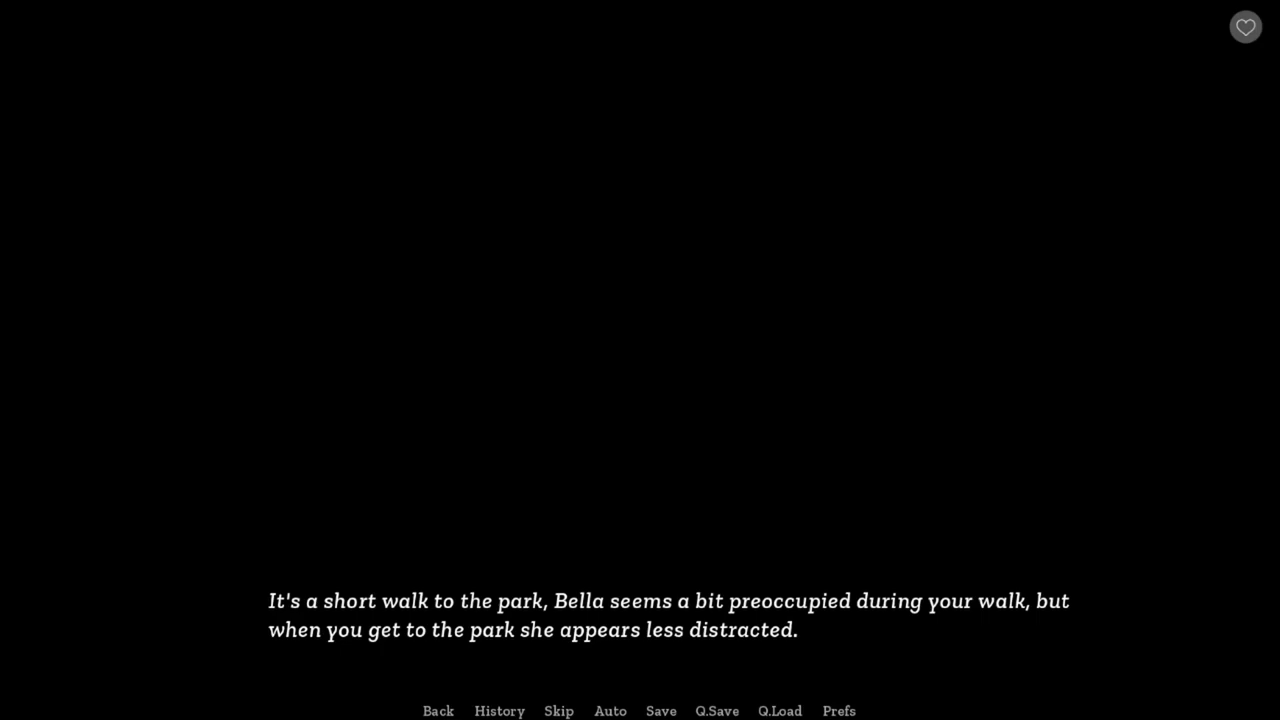 It's a short walk to the park, Bella seems a bit preoccupied during your walk, but
when you get to the park she appears less distracted.
Back History Skip Auto Save Q.Save Q.Load Prefs